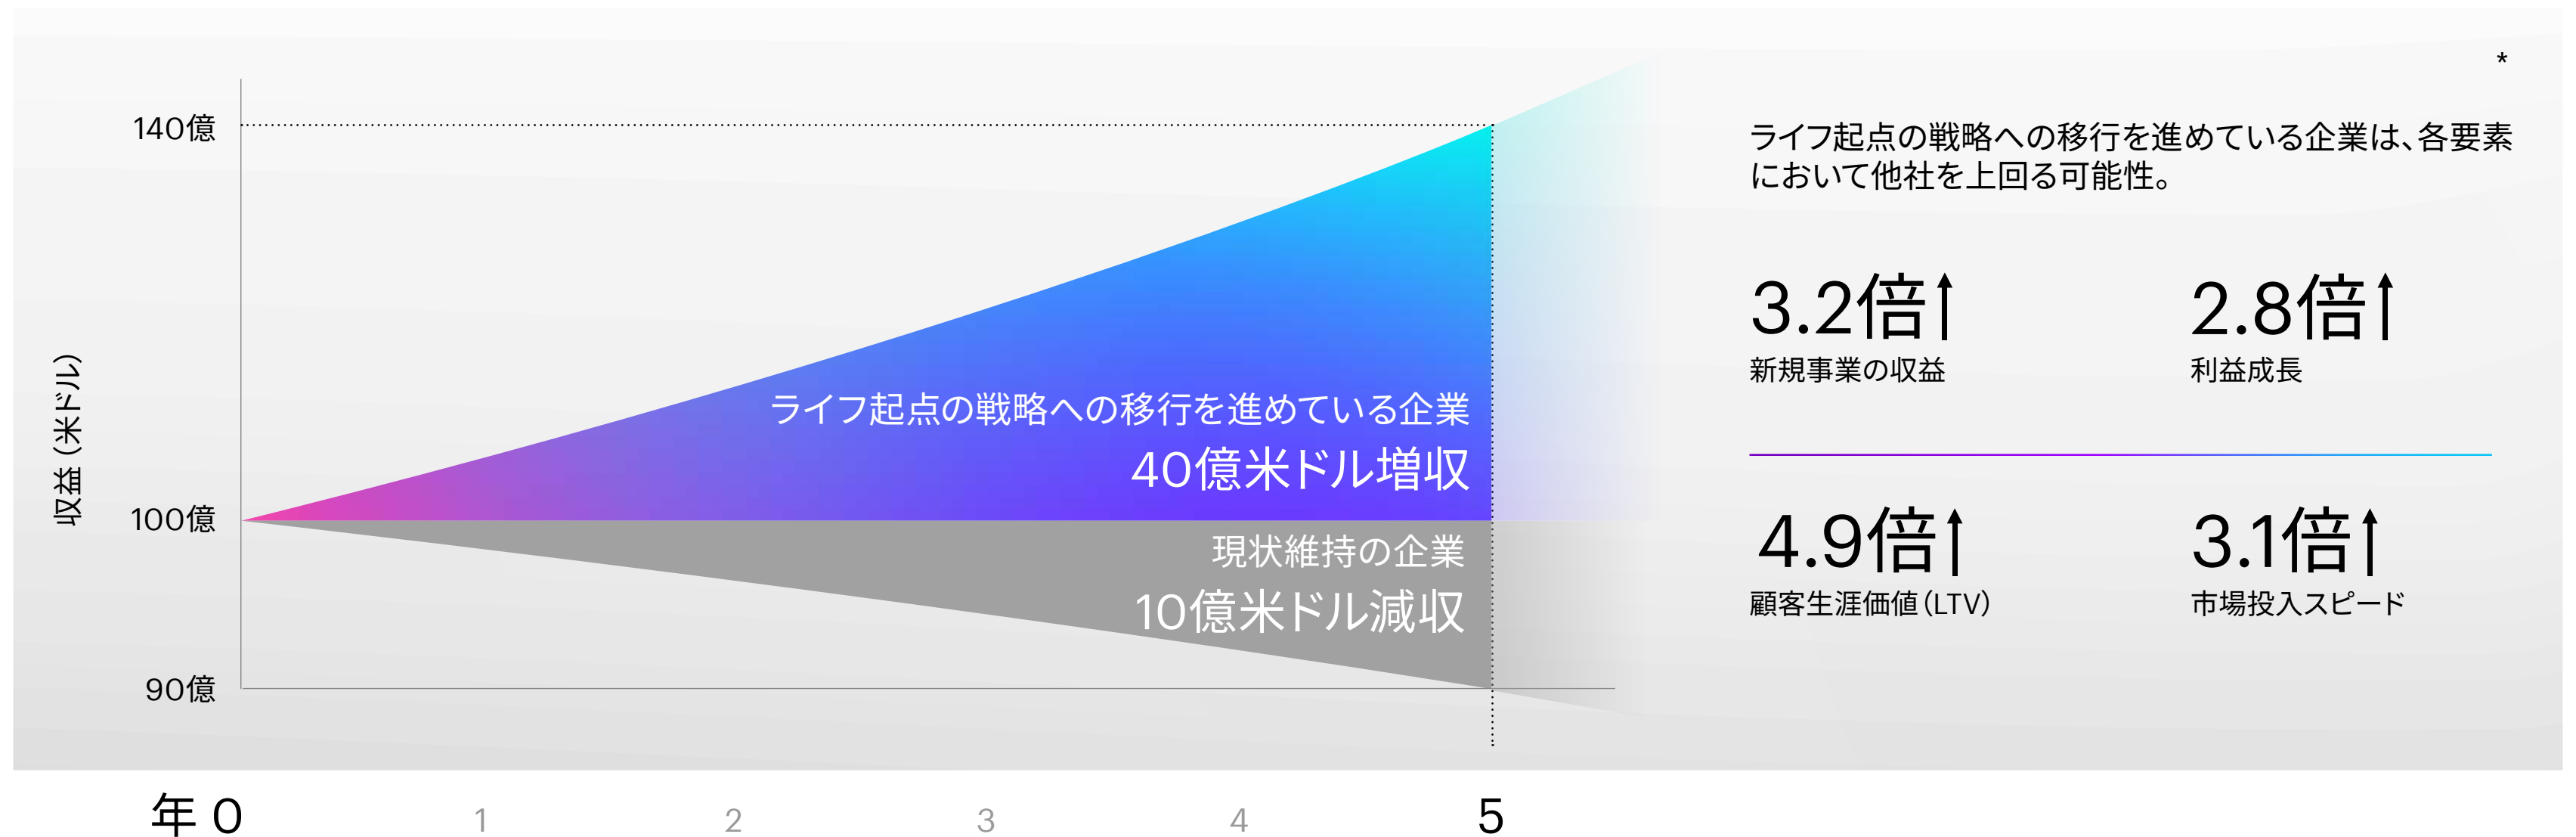 140億
100億
90億
収益（米ドル）
ライフ起点の戦略への移行を進めている企業
40億米ドル増収
現状維持の企業
10億米ドル減収
年 0 1 2 3 4 5
*
ライフ起点の戦略への移行を進めている企業は、各要素
において他社を上回る可能性。
3.2倍↑
新規事業の収益
2.8倍↑
利益成長
4.9倍↑
顧客生涯価値（LTV）
3.1倍↑
市場投入スピード